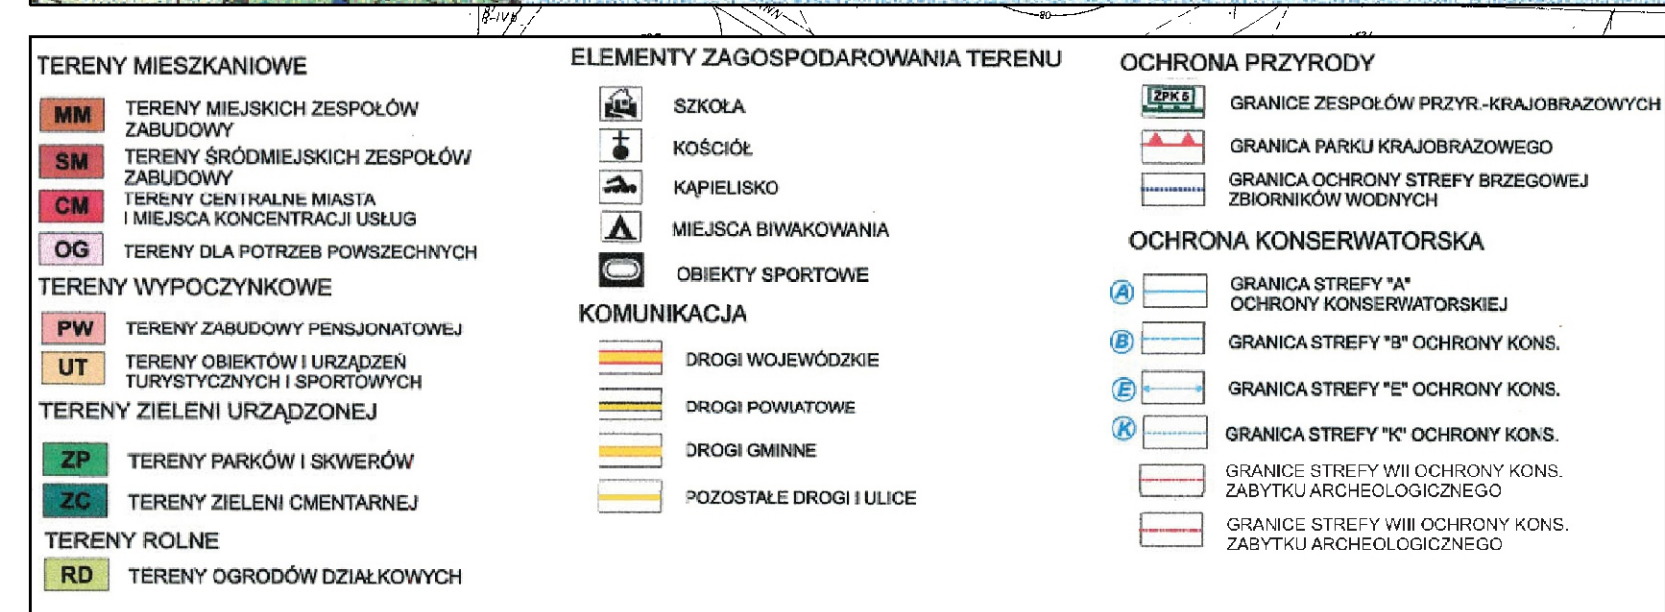 B-IVb
80
TERENY MIESZKANIOWE
MM
TERENY MIEJSKICH ZESPOŁÓW
ZABUDOWY
SM
TERENY ŚRÓDMIEJSKICH ZESPOŁÓW
ZABUDOWY
CM
TERENY CENTRALNE MIASTA
I MIEJSCA KONCENTRACJI USŁUG
OG
TERENY DLA POTRZEB POWSZECHNYCH
TERENY WYPOCZYNKOWE
PW
TERENY ZABUDOWY PENSJONATOWEJ
UT
TERENY OBIEKTÓW I URZĄDZEŃ
TURYSTYCZNYCH I SPORTOWYCH
TERENY ZIELENI URZĄDZONEJ
ZP
TERENY PARKÓW I SKWERÓW
ZC
TERENY ZIELENI CMENTARNEJ
TERENY ROLNE
RD
TERENY OGRODÓW DZIAŁKOWYCH
ELEMENTY ZAGOSPODAROWANIA TERENU
SZKOŁA
KOŚCIÓŁ
KĄPIELISKO
MIEJSCA BIWAKOWANIA
OBIEKTY SPORTOWE
KOMUNIKACJA
DROGI WOJEWÓDZKIE
DROGI POWIATOWE
DROGI GMINNE
POZOSTAŁE DROGI I ULICE
OCHRONA PRZYRODY
ZPK 5
GRANICE ZESPOŁÓW PRZYR.-KRAJOBRAZOWYCH
GRANICA PARKU KRAJOBRAZOWEGO
GRANICA OCHRONY STREFY BRZEGOWEJ
ZBIORNIKÓW WODNYCH
OCHRONA KONSERWATORSKA
A
GRANICA STREFY "A"
OCHRONY KONSERWATORSKIEJ
B
GRANICA STREFY "B" OCHRONY KONS.
E
GRANICA STREFY "E" OCHRONY KONS.
K
GRANICA STREFY "K" OCHRONY KONS.
GRANICE STREFY WII OCHRONY KONS.
ZABYTKU ARCHEOLOGICZNEGO
GRANICE STREFY WIII OCHRONY KONS.
ZABYTKU ARCHEOLOGICZNEGO